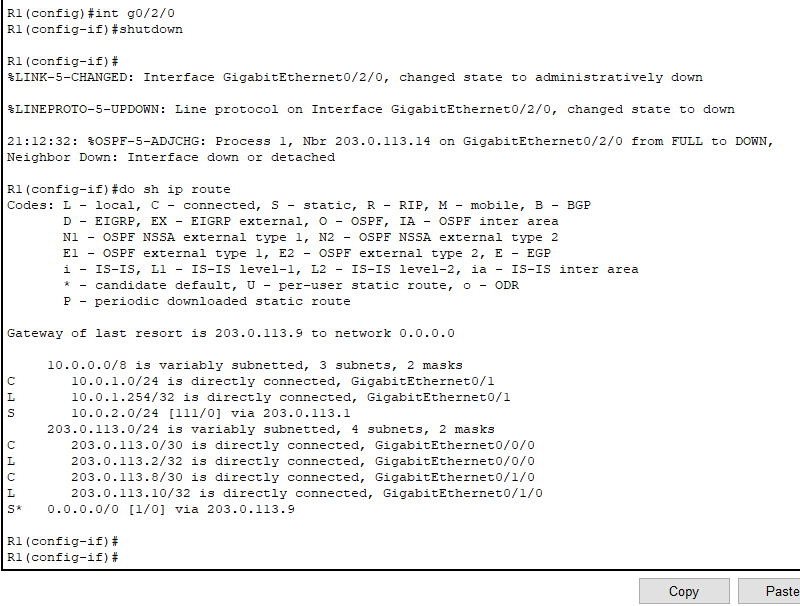 R1(config)#int g0/2/0
R1(config-if)#shutdown
R1(config-if)#
%LINK-5-CHANGED: Interface GigabitEthernet0/2/0, changed state to administratively down
%LINEPROTO-5-UPDOWN: Line protocol on Interface GigabitEthernet0/2/0, changed state to down
21:12:32: %OSPF-5-ADJCHG: Process 1, Nbr 203.0.113.14 on GigabitEthernet0/2/0 from FULL to DOWN,
Neighbor Down: Interface down or detached
R1(config-if)#do sh ip route
Codes: L - local, C - connected, S - static, R - RIP, M - mobile, B - BGP
D - EIGRP, EX - EIGRP external, O - OSPF, IA - OSPF inter area
N1 - OSPF NSSA external type 1, N2 - OSPF NSSA external type 2
E1 - OSPF external type 1, E2 - OSPF external type 2, E - EGP
i - IS-IS, L1 - IS-IS level-1, L2 - IS-IS level-2, ia - IS-IS inter area
* - candidate default, U - per-user static route, o - ODR
P - periodic downloaded static route
Gateway of last resort is 203.0.113.9 to network 0.0.0.0
10.0.0.0/8 is variably subnetted, 3 subnets, 2 masks
C 10.0.1.0/24 is directly connected, GigabitEthernet0/1
L 10.0.1.254/32 is directly connected, GigabitEthernet0/1
S 10.0.2.0/24 [111/0] via 203.0.113.1
203.0.113.0/24 is variably subnetted, 4 subnets, 2 masks
C 203.0.113.0/30 is directly connected, GigabitEthernet0/0/0
L 203.0.113.2/32 is directly connected, GigabitEthernet0/0/0
C 203.0.113.8/30 is directly connected, GigabitEthernet0/1/0
L 203.0.113.10/32 is directly connected, GigabitEthernet0/1/0
S* 0.0.0.0/0 [1/0] via 203.0.113.9
R1(config-if)#
R1(config-if)#
Copy Paste